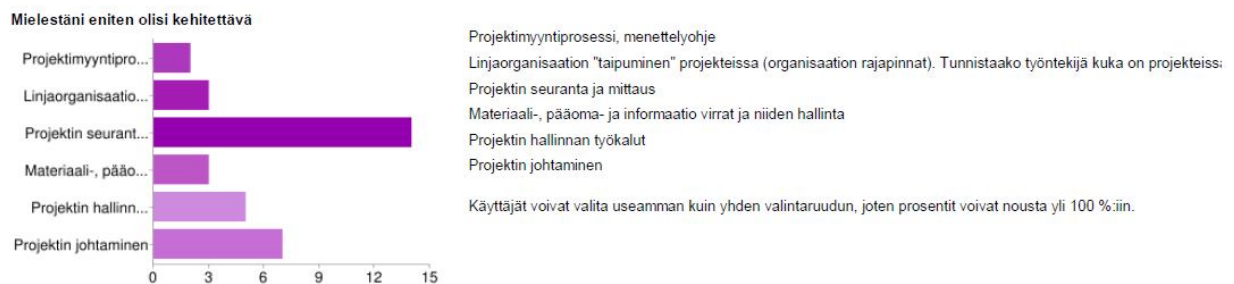 Mielestäni eniten olisi kehitettävä
Projektimyyntipro...
Linjaorganisaatio...
Projektin seurant...
Materiaali-, pääo...
Projektin hallinn...
Projektin johtaminen
0 3 6 9 12 15
Projektimyyntiprosessi, menettelyohje
Linjaorganisaation "taipuminen" projekteissa (organisaation rajapinnat). Tunnistaako työntekijä kuka on projekteiss
Projektin seuranta ja mittaus
Materiaali-, pääoma- ja informaatio virrat ja niiden hallinta
Projektin hallinnan työkalut
Projektin johtaminen
Käyttäjät voivat valita useamman kuin yhden valintaruudun, joten prosentit voivat nousta yli 100 %:iin.